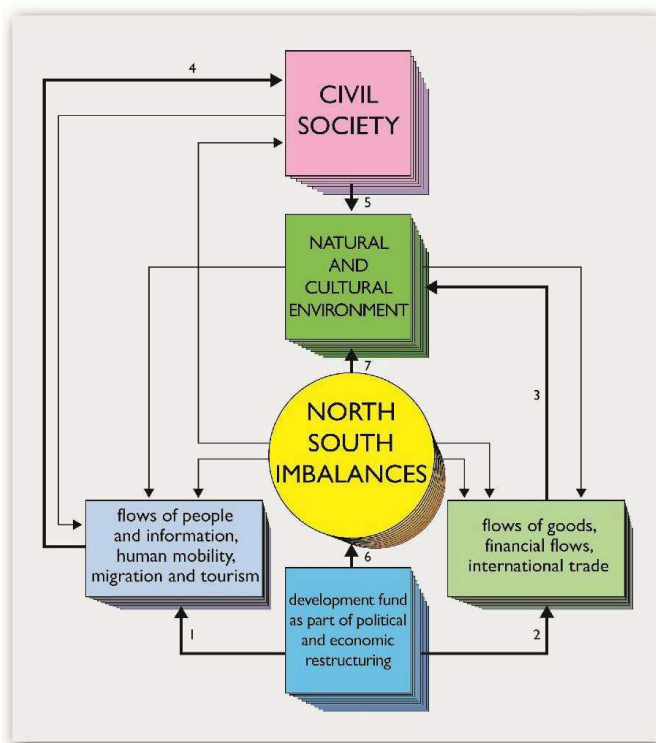 4
CIVIL
SOCIETY
5
NATURAL
AND
CULTURAL
ENVIRONMENT
7
3
NORTH
SOUTH
IMBALANCES
flows of people
and information,
human mobility,
migration and tourism
flows of goods,
financial flows,
international trade
6
development fund
as part of political
and economic
restructuring
1
2